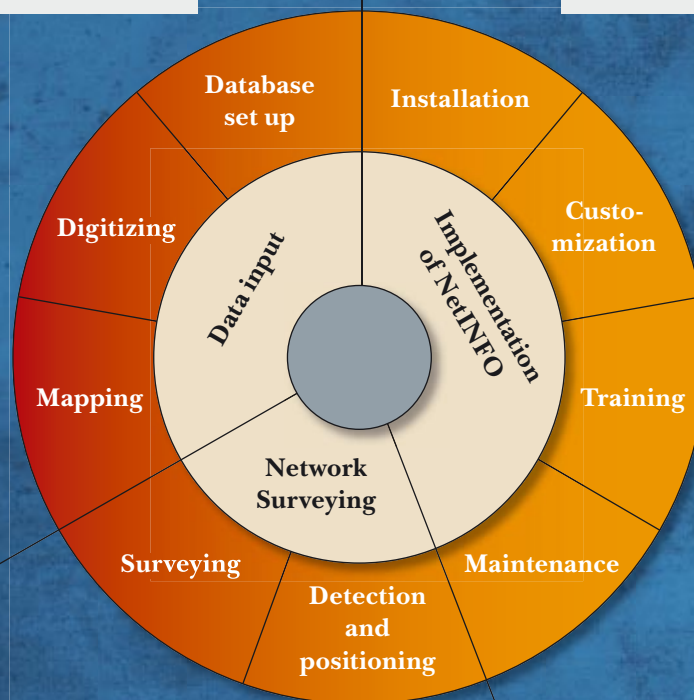 Database
set up
Installation
Custo-
mization
Training
Maintenance
Detection
and
positioning
Surveying
Mapping
Digitizing
Data input
Implementation
of NetINFO
Network
Surveying